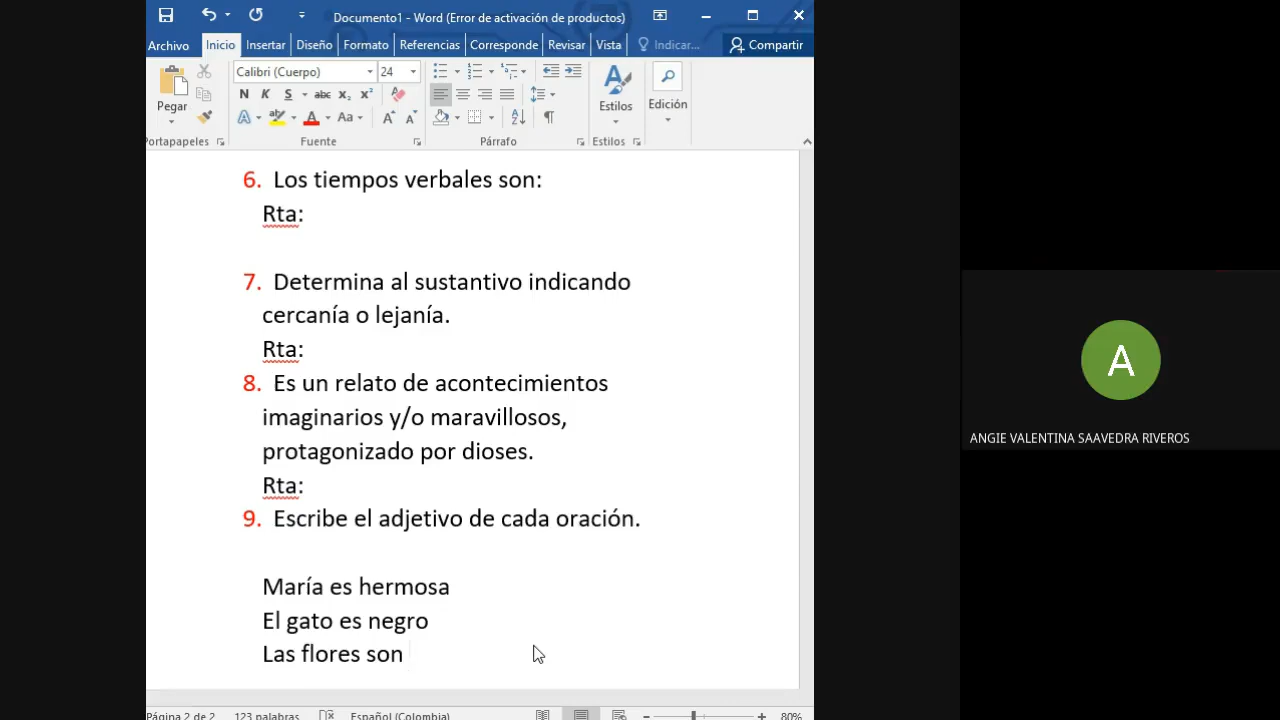 Documento1 - Word (Error de activación de productos)
Archivo Inicio Insertar Diseño Formato Referencias Corresponde Revisar Vista Indicar... Compartir
Calibri (Cuerpo) 24
Pegar N K S abc x₂ x² Estilos Edición
A Aa A A
Portapapeles Fuente Párrafo Estilos
6. Los tiempos verbales son:
Rta:
7. Determina al sustantivo indicando
cercanía o lejanía.
Rta:
8. Es un relato de acontecimientos
imaginarios y/o maravillosos,
protagonizado por dioses.
Rta:
9. Escribe el adjetivo de cada oración.
María es hermosa
El gato es negro
Las flores son
Página 2 de 2 123 palabras Español (Colombia) 80%
A
ANGIE VALENTINA SAAVEDRA RIVEROS